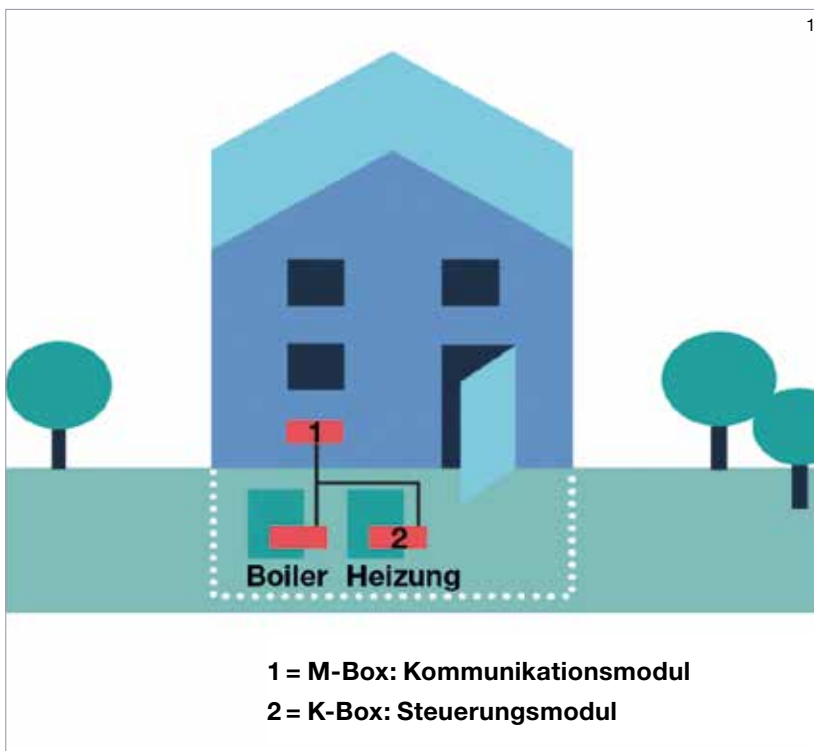 1
1
2
Boiler Heizung
1 = M-Box: Kommunikationsmodul
2 = K-Box: Steuerungsmodul